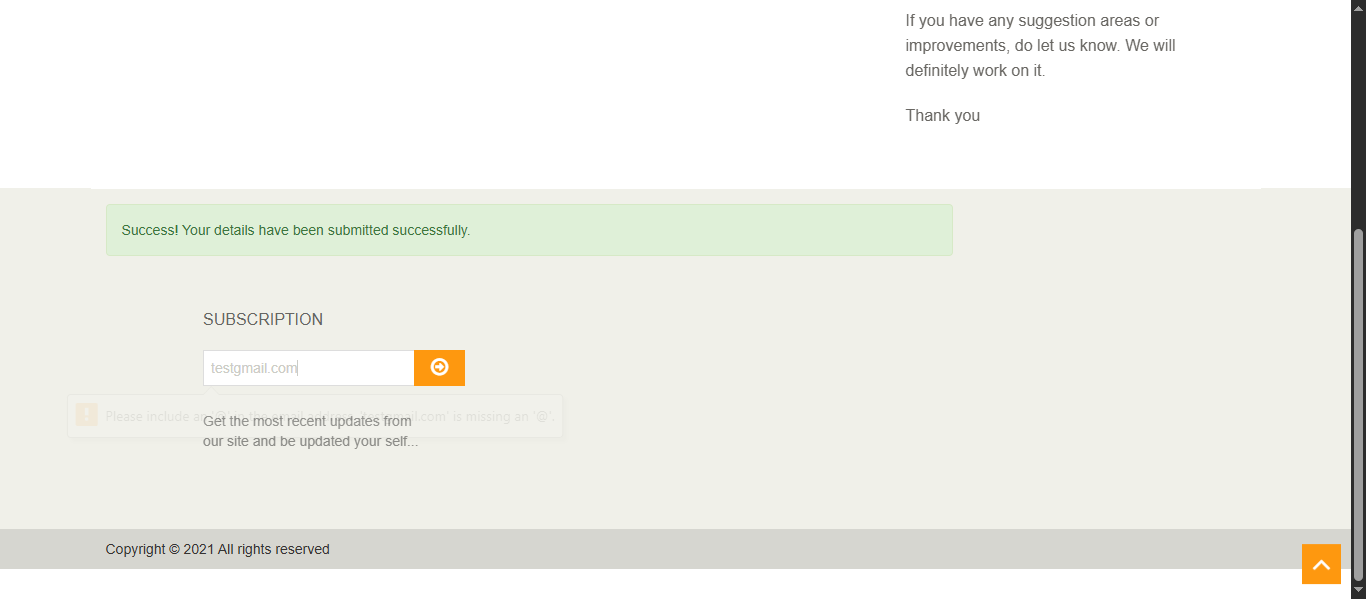 If you have any suggestion areas or
improvements, do let us know. We will
definitely work on it.
Thank you
Success! Your details have been submitted successfully.
SUBSCRIPTION
testgmail.com
Please include an '@' in the email address. 'testgmail.com' is missing an '@'.
Get the most recent updates from
our site and be updated your self...
Copyright © 2021 All rights reserved